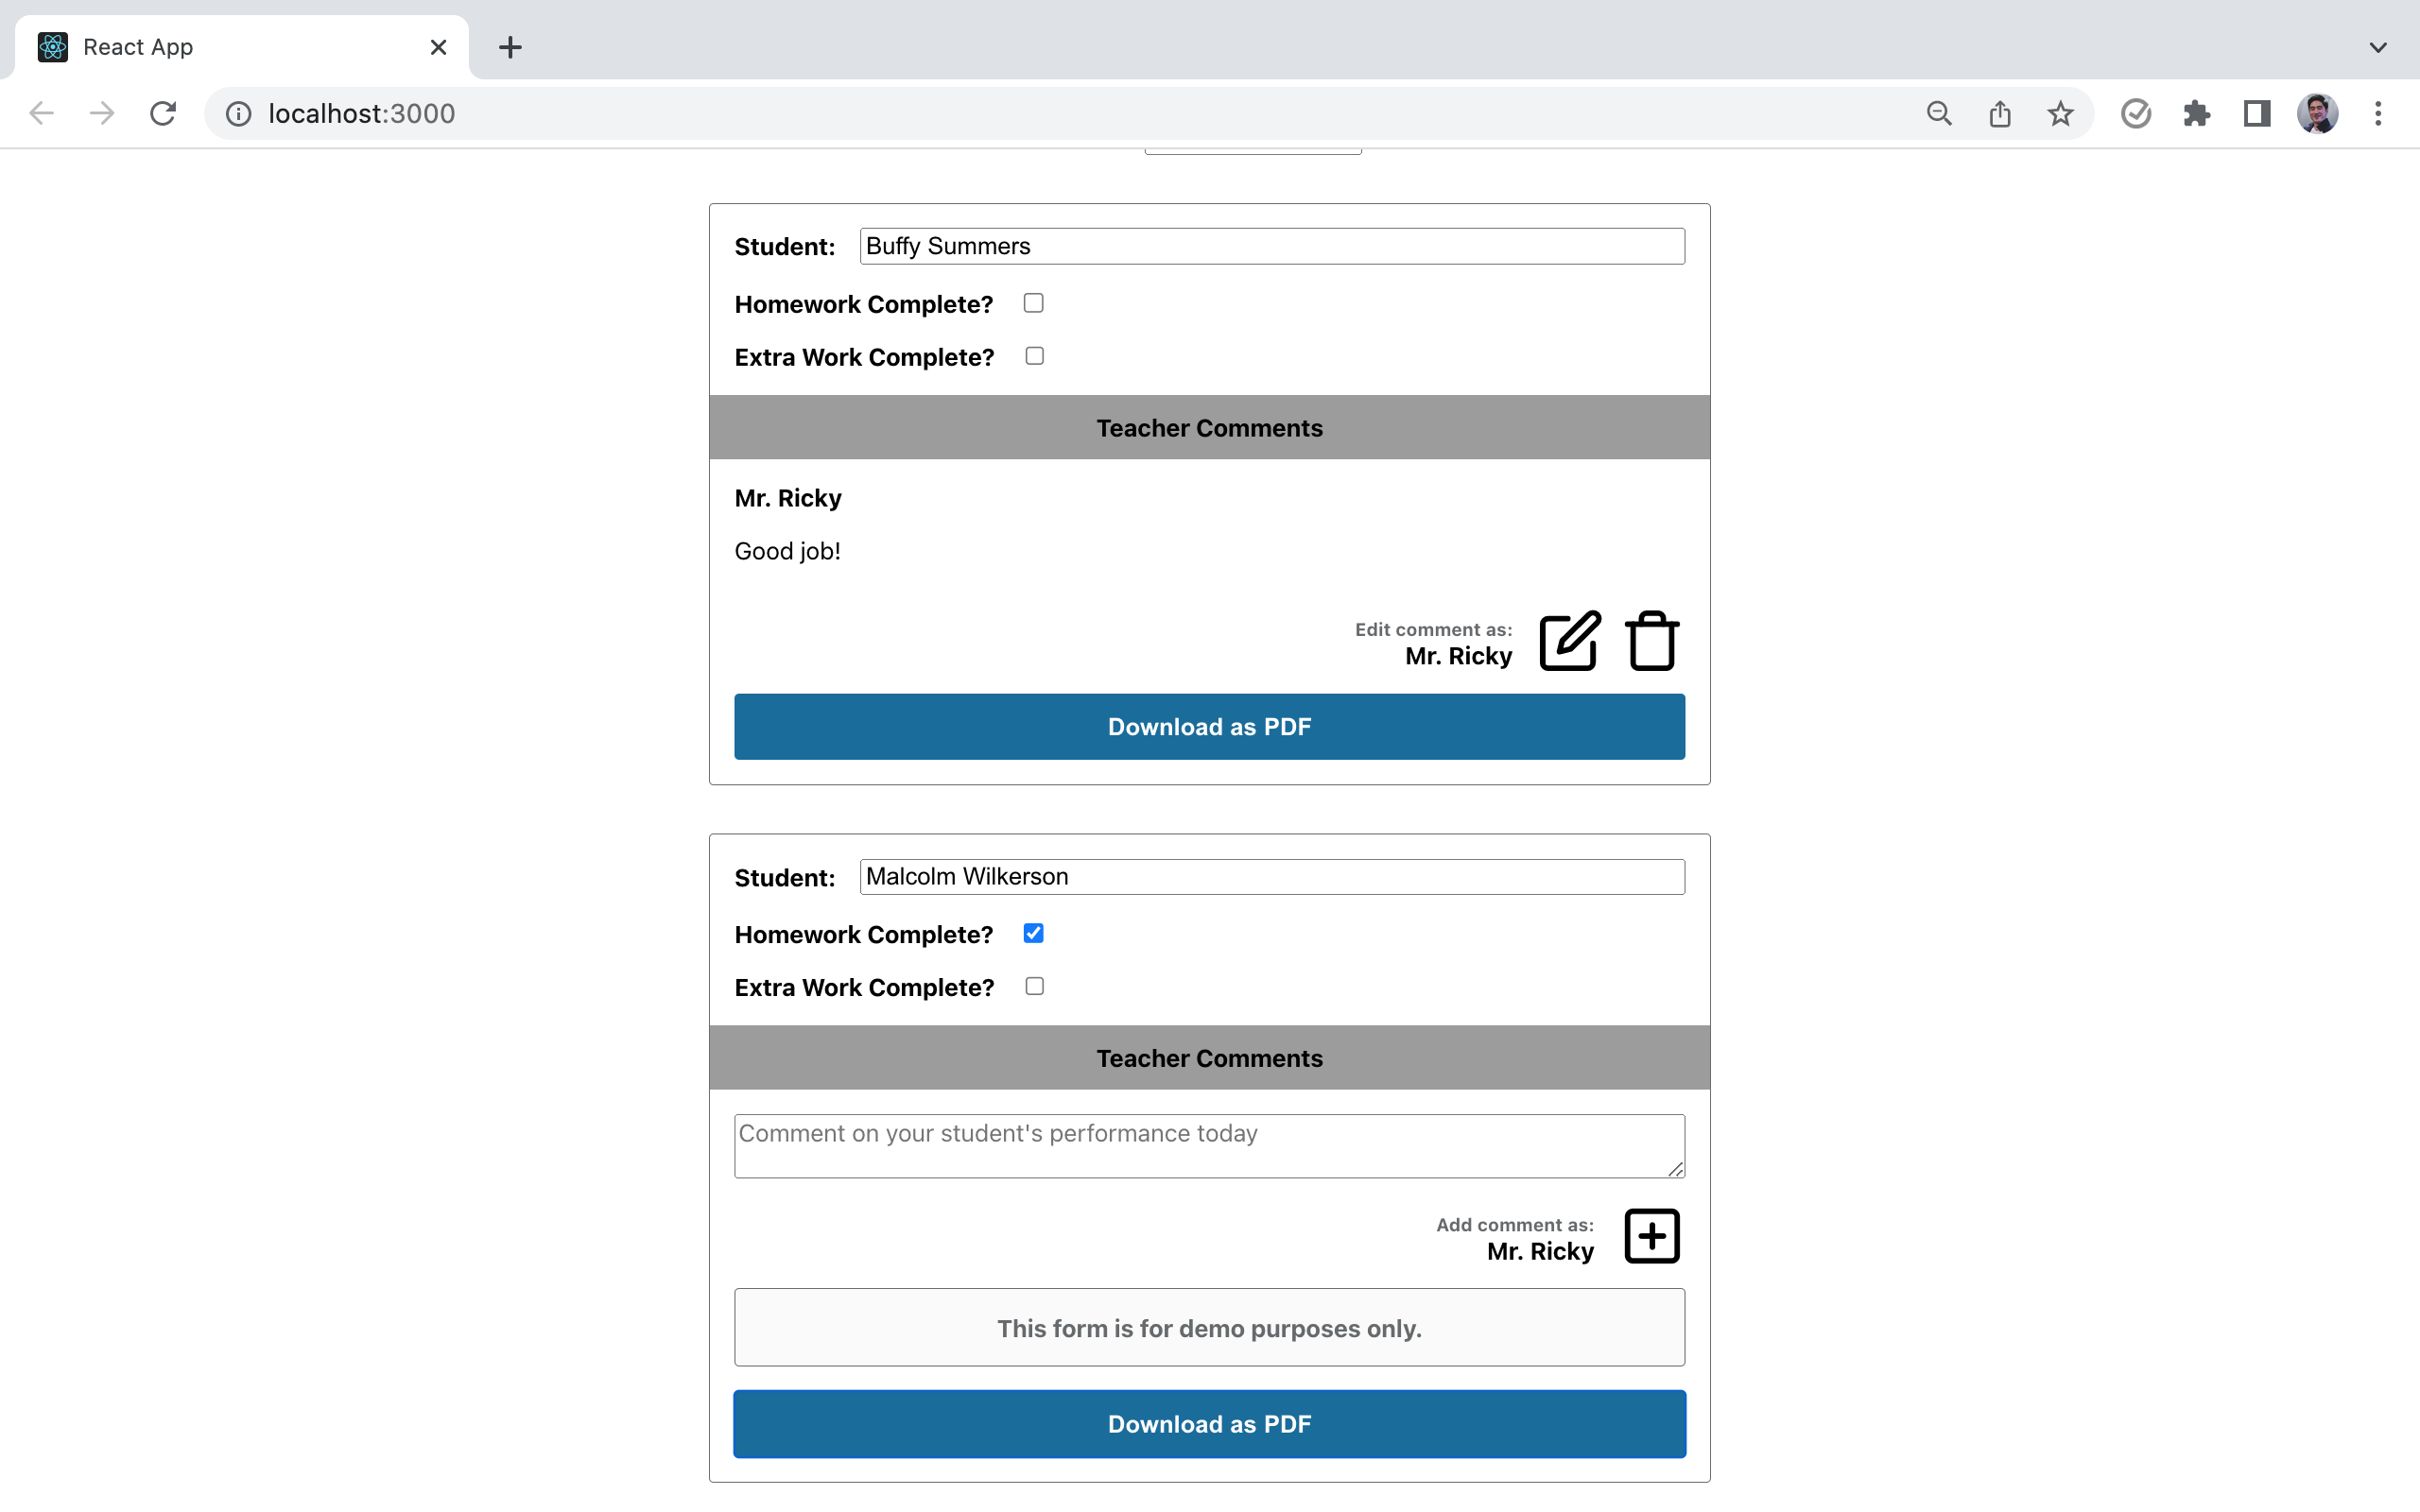 React App
localhost:3000
Student: Buffy Summers
Homework Complete?
Extra Work Complete?
Teacher Comments
Mr. Ricky
Good job!
Edit comment as:
Mr. Ricky
Download as PDF
Student: Malcolm Wilkerson
Homework Complete?
Extra Work Complete?
Teacher Comments
Comment on your student's performance today
Add comment as:
Mr. Ricky
This form is for demo purposes only.
Download as PDF